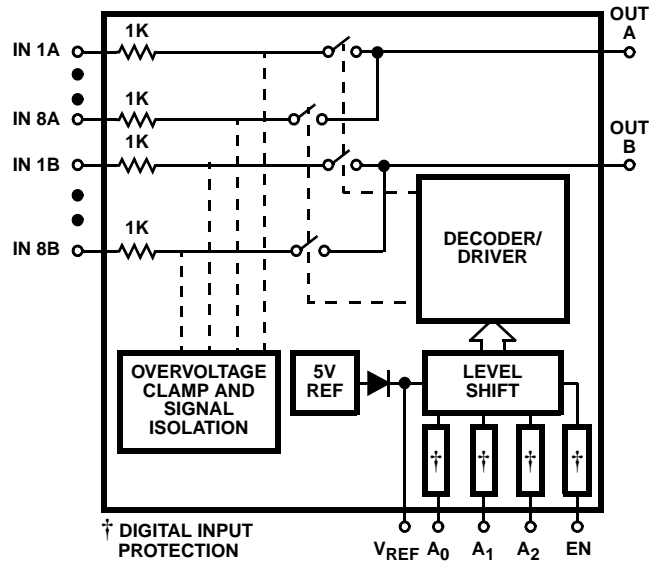 OUT
A
1K
IN 1A
1K
IN 8A
OUT
B
1K
IN 1B
1K
IN 8B
DECODER/
DRIVER
OVERVOLTAGE
CLAMP AND
SIGNAL
ISOLATION
5V
REF
LEVEL
SHIFT
† † † †
† DIGITAL INPUT
PROTECTION
VREF A0 A1 A2 EN